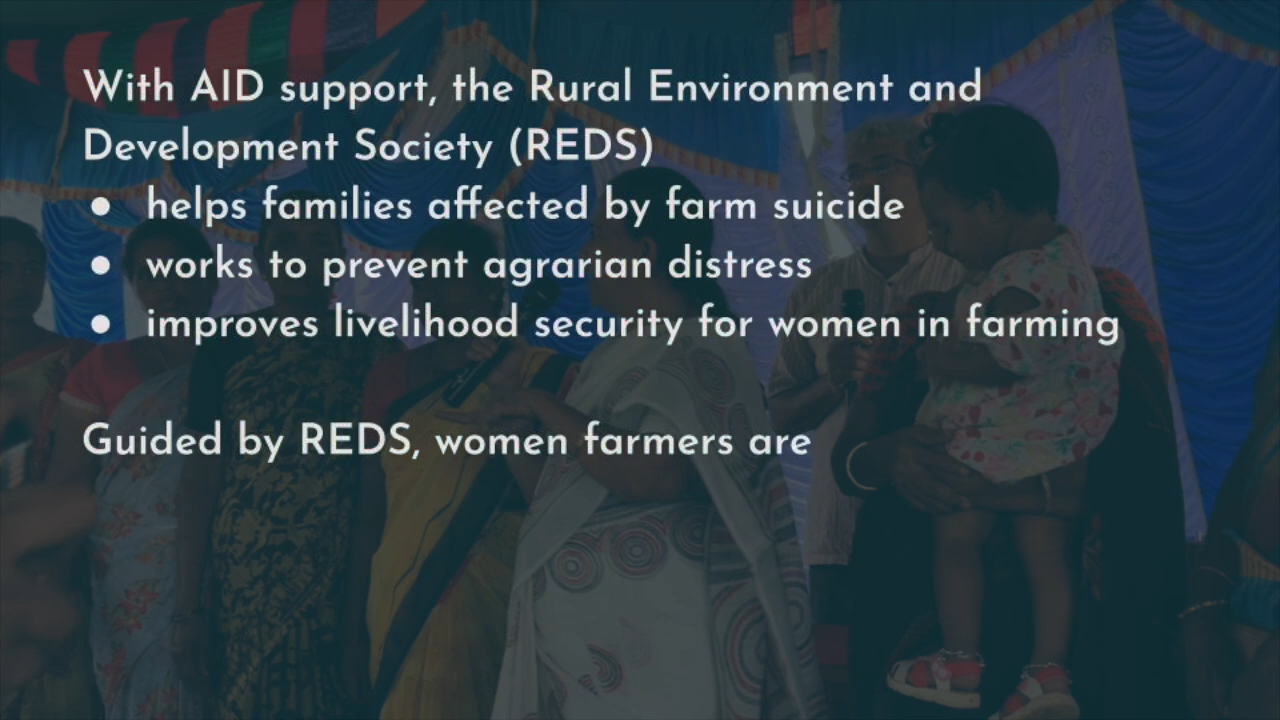 With AID support, the Rural Environment and
Development Society (REDS)
● helps families affected by farm suicide
● works to prevent agrarian distress
● improves livelihood security for women in farming
Guided by REDS, women farmers are